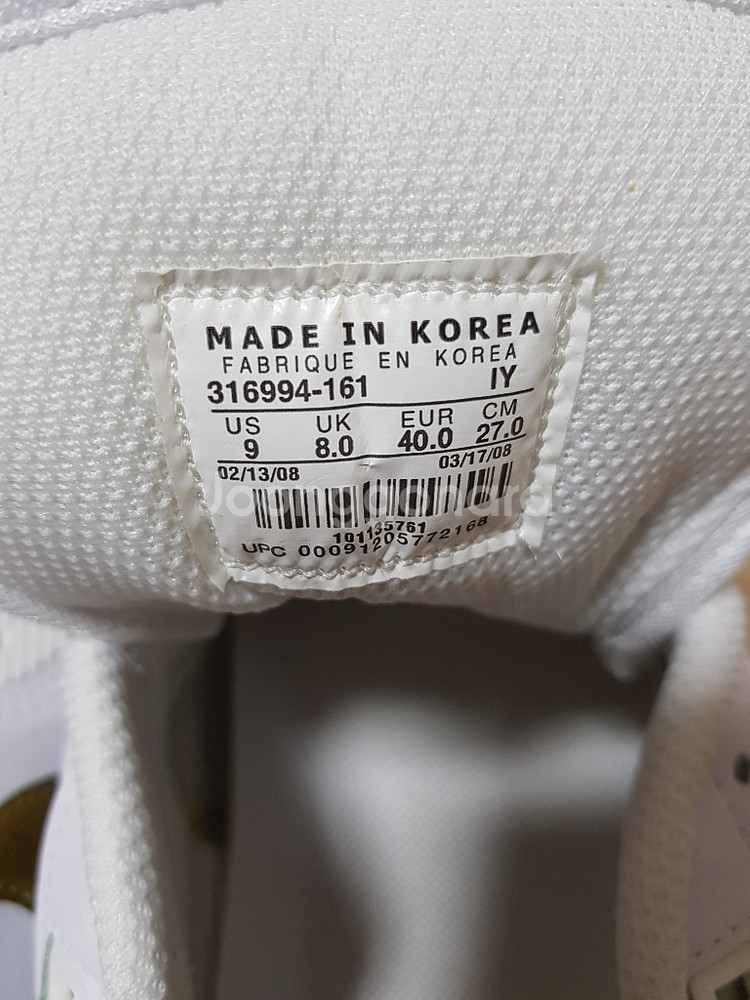 MADE IN KOREA
FABRIQUE EN KOREA
316994-161 IY
US UK EUR CM
9 8.0 40.0 27.0
02/13/08 03/17/08
Joonggonara
101135761
UPC 00091205772168